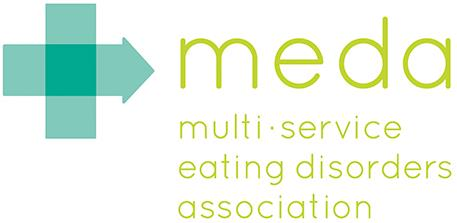 meda
multi·service
eating disorders
association